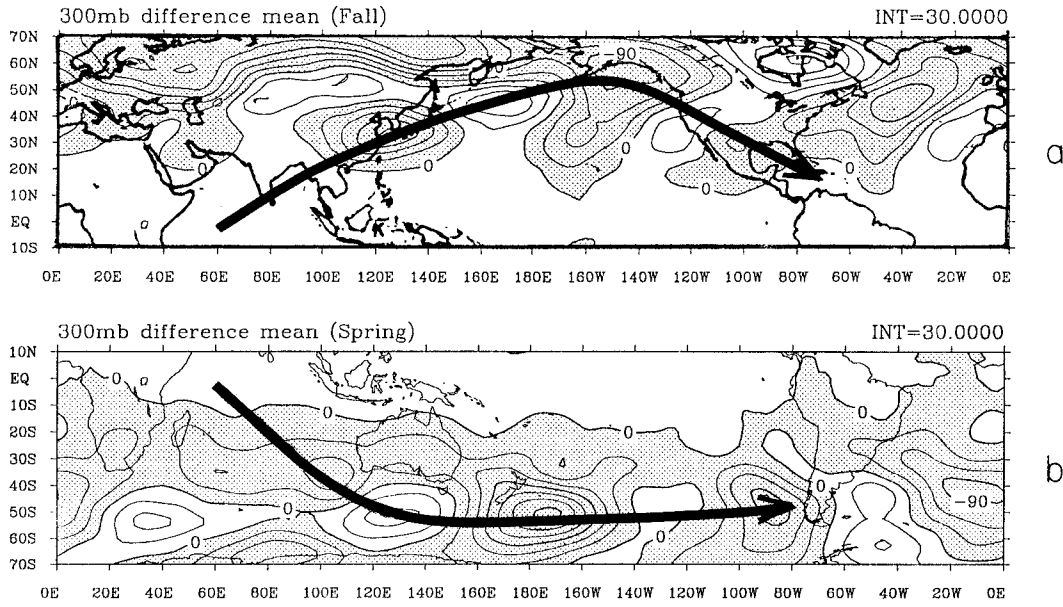 300mb difference mean (Fall) INT=30.0000
70N
60N
50N
40N
30N
20N
10N
EQ
10S
-90
0
0
0
0
0
a
0E 20E 40E 60E 80E 100E 120E 140E 160E 180E 160W 140W 120W 100W 80W 60W 40W 20W 0E
300mb difference mean (Spring) INT=30.0000
10N
EQ
10S
20S
30S
40S
50S
60S
70S
0
0
0
0
0
0
0
0
0
-90
b
0E 20E 40E 60E 80E 100E 120E 140E 160E 180E 160W 140W 120W 100W 80W 60W 40W 20W 0E